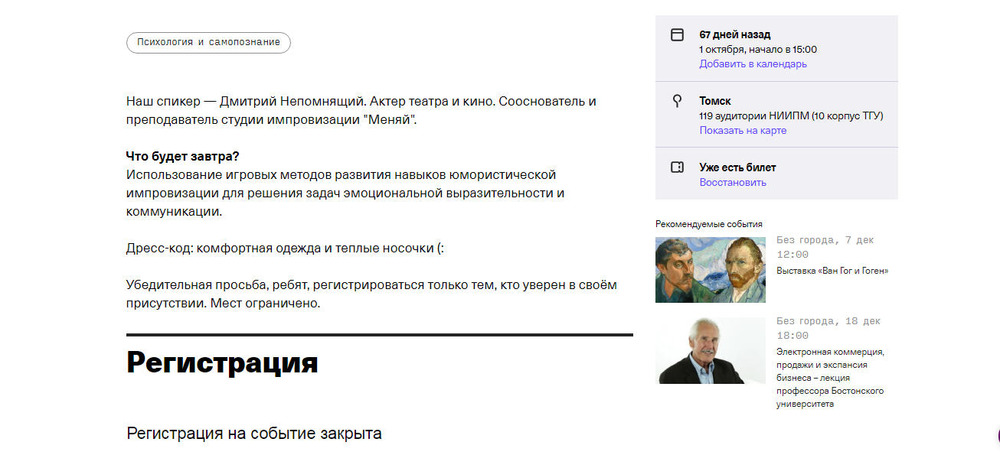 Психология и самопознание
Наш спикер — Дмитрий Непомнящий. Актер театра и кино. Сооснователь и
преподаватель студии импровизации "Меняй".
Что будет завтра?
Использование игровых методов развития навыков юмористической
импровизации для решения задач эмоциональной выразительности и
коммуникации.
Дресс-код: комфортная одежда и теплые носочки (:
Убедительная просьба, ребят, регистрироваться только тем, кто уверен в своём
присутствии. Мест ограничено.
Регистрация
Регистрация на событие закрыта
67 дней назад
1 октября, начало в 15:00
Добавить в календарь
Томск
119 аудитории НИИПМ (10 корпус ТГУ)
Показать на карте
Уже есть билет
Восстановить
Рекомендуемые события
Без города, 7 дек
12:00
Выставка «Ван Гог и Гоген»
Без города, 18 дек
18:00
Электронная коммерция,
продажи и экспансия
бизнеса – лекция
профессора Бостонского
университета